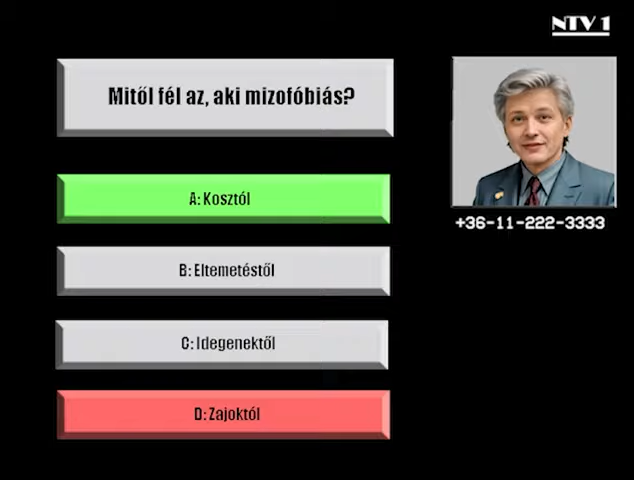 NTV 1
Mitől fél az, aki mizofóbiás?
A: Kosztól
B: Eltemetéstől
C: Idegenektől
D: Zajoktól
+36-11-222-3333